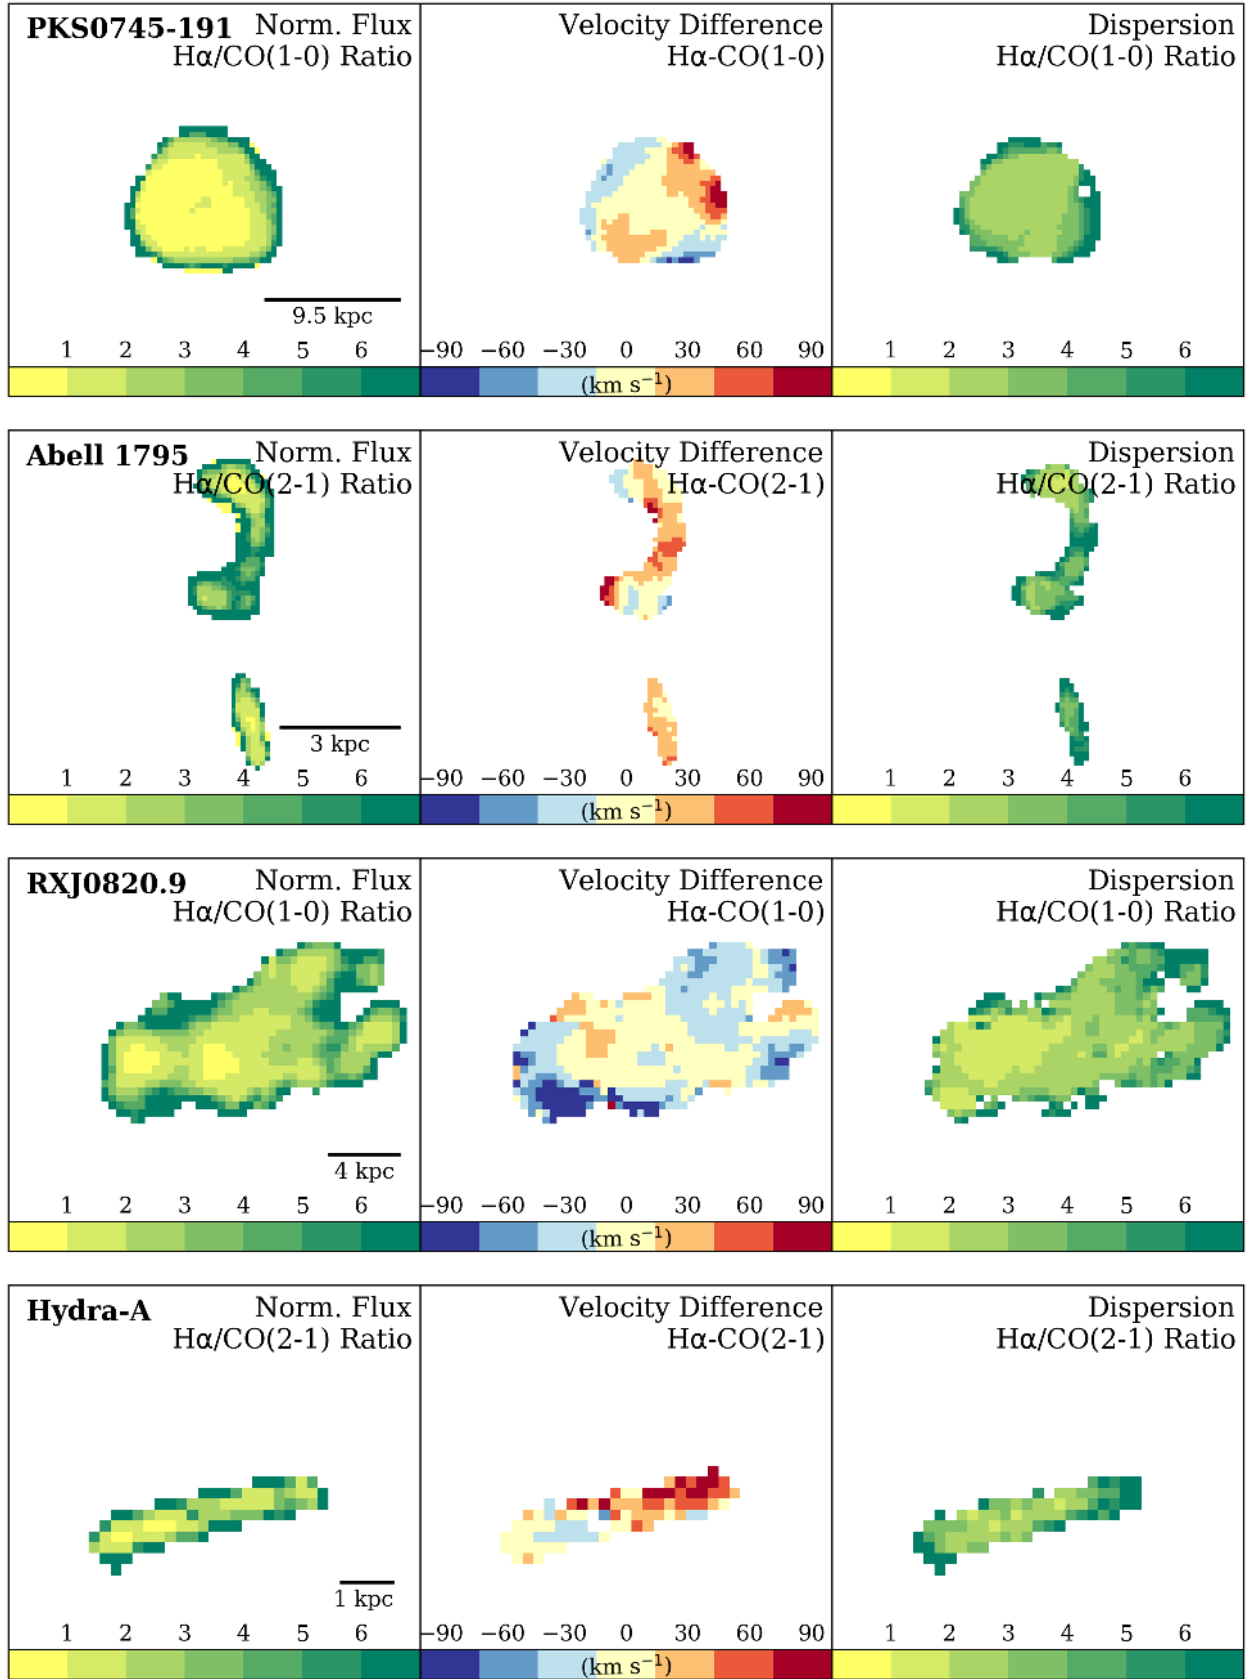 PKS0745-191 Norm. Flux
Hα/CO(1-0) Ratio
9.5 kpc
1 2 3 4 5 6
Velocity Difference
Hα-CO(1-0)
−90 −60 −30 0 30 60 90
(km s⁻¹)
Dispersion
Hα/CO(1-0) Ratio
1 2 3 4 5 6
Abell 1795 Norm. Flux
Hα/CO(2-1) Ratio
3 kpc
1 2 3 4 5 6
Velocity Difference
Hα-CO(2-1)
−90 −60 −30 0 30 60 90
(km s⁻¹)
Dispersion
Hα/CO(2-1) Ratio
1 2 3 4 5 6
RXJ0820.9 Norm. Flux
Hα/CO(1-0) Ratio
4 kpc
1 2 3 4 5 6
Velocity Difference
Hα-CO(1-0)
−90 −60 −30 0 30 60 90
(km s⁻¹)
Dispersion
Hα/CO(1-0) Ratio
1 2 3 4 5 6
Hydra-A Norm. Flux
Hα/CO(2-1) Ratio
1 kpc
1 2 3 4 5 6
Velocity Difference
Hα-CO(2-1)
−90 −60 −30 0 30 60 90
(km s⁻¹)
Dispersion
Hα/CO(2-1) Ratio
1 2 3 4 5 6